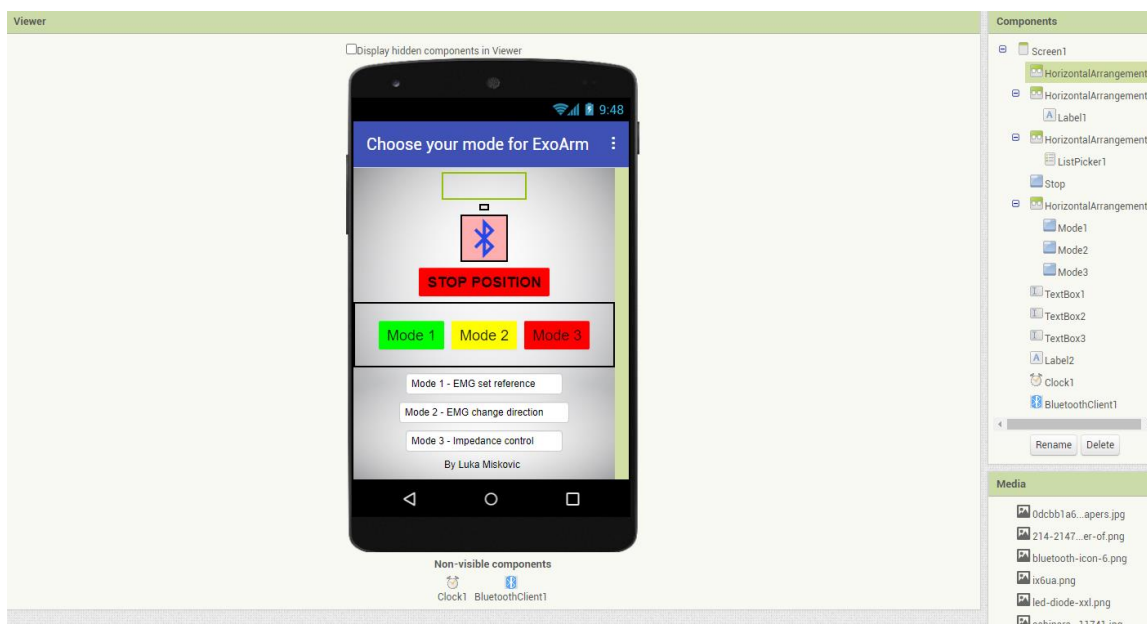 Viewer
Display hidden components in Viewer
9:48
Choose your mode for ExoArm
STOP POSITION
Mode 1 Mode 2 Mode 3
Mode 1 - EMG set reference
Mode 2 - EMG change direction
Mode 3 - Impedance control
By Luka Miskovic
Non-visible components
Clock1 BluetoothClient1
Components
Screen1
HorizontalArrangement
HorizontalArrangement
Label1
HorizontalArrangement
ListPicker1
Stop
HorizontalArrangement
Mode1
Mode2
Mode3
TextBox1
TextBox2
TextBox3
Label2
Clock1
BluetoothClient1
Rename Delete
Media
0dcbb1a6...apers.jpg
214-2147...er-of.png
bluetooth-icon-6.png
ix6ua.png
led-diode-xxl.png